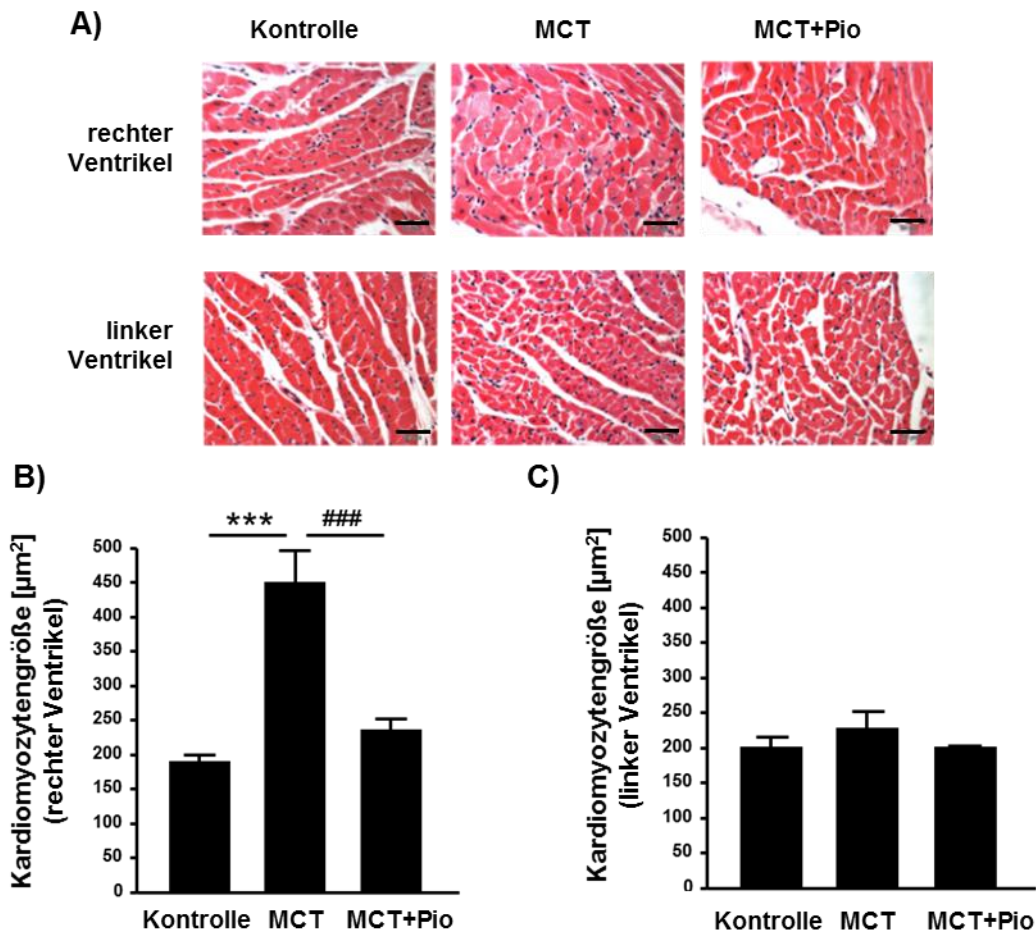 A)
Kontrolle MCT MCT+Pio
rechter
Ventrikel
linker
Ventrikel
B)
Kardiomyozytengröße [µm²]
(rechter Ventrikel)
*** ###
500
450
400
350
300
250
200
150
100
50
0
Kontrolle MCT MCT+Pio
C)
Kardiomyozytengröße [µm²]
(linker Ventrikel)
500
450
400
350
300
250
200
150
100
50
0
Kontrolle MCT MCT+Pio